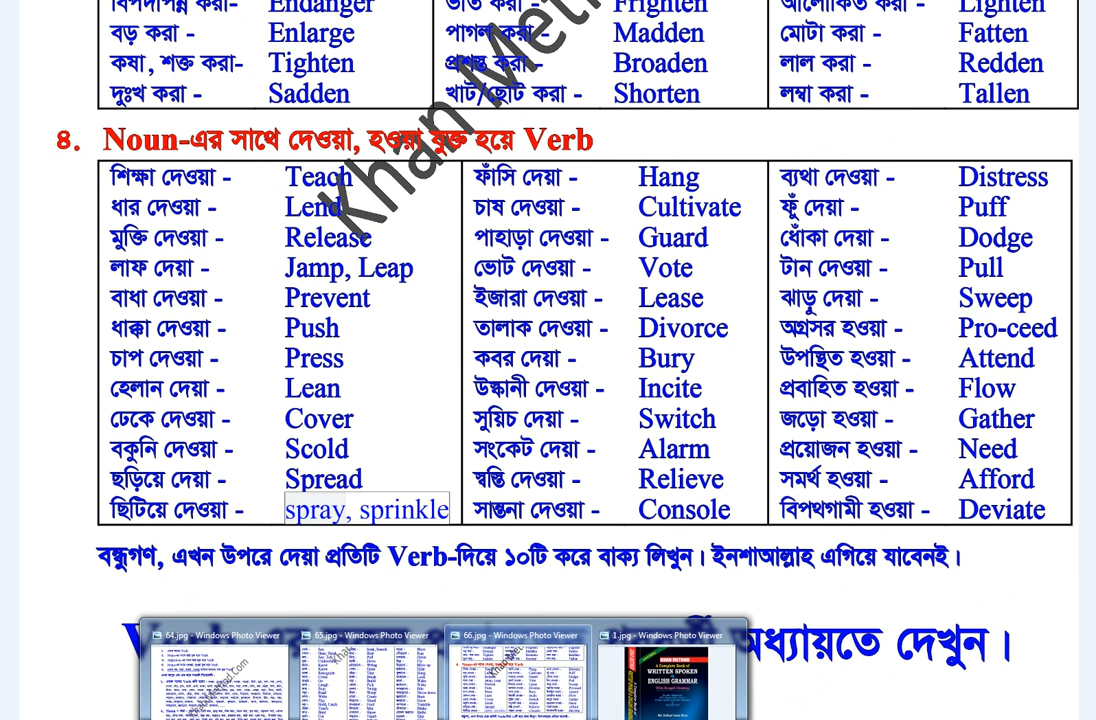 বিপদাপন্ন করা- Endanger ভীত করা - Frighten আলোকিত করা - Lighten
বড় করা - Enlarge পাগল করা - Madden মোটা করা - Fatten
কষা, শক্ত করা- Tighten প্রশস্ত করা - Broaden লাল করা - Redden
দুঃখ করা - Sadden খাট/ছোট করা - Shorten লম্বা করা - Tallen
Khan Met
৪. Noun-এর সাথে দেওয়া, হওয়া যুক্ত হয়ে Verb
শিক্ষা দেওয়া - Teach ফাঁসি দেয়া - Hang ব্যথা দেওয়া - Distress
ধার দেওয়া - Lend চাষ দেওয়া - Cultivate ফুঁ দেয়া - Puff
মুক্তি দেওয়া - Release পাহাড়া দেওয়া - Guard ধোঁকা দেয়া - Dodge
লাফ দেয়া - Jamp, Leap ভোট দেওয়া - Vote টান দেওয়া - Pull
বাধা দেওয়া - Prevent ইজারা দেওয়া - Lease ঝাড়ু দেয়া - Sweep
ধাক্কা দেওয়া - Push তালাক দেওয়া - Divorce অগ্রসর হওয়া - Pro-ceed
চাপ দেওয়া - Press কবর দেয়া - Bury উপস্থিত হওয়া - Attend
হেলান দেয়া - Lean উস্কানী দেওয়া - Incite প্রবাহিত হওয়া - Flow
ঢেকে দেওয়া - Cover সুয়িচ দেয়া - Switch জড়ো হওয়া - Gather
বকুনি দেওয়া - Scold সংকেট দেয়া - Alarm প্রয়োজন হওয়া - Need
ছড়িয়ে দেয়া - Spread স্বস্তি দেওয়া - Relieve সমর্থ হওয়া - Afford
ছিটিয়ে দেওয়া - spray, sprinkle সান্তনা দেওয়া - Console বিপথগামী হওয়া - Deviate
বন্ধুগণ, এখন উপরে দেয়া প্রতিটি Verb-দিয়ে ১০টি করে বাক্য লিখুন। ইনশাআল্লাহ এগিয়ে যাবেনই।
অধ্যায়তে দেখুন।
64.jpg - Windows Photo Viewer 65.jpg - Windows Photo Viewer 66.jpg - Windows Photo Viewer 1.jpg - Windows Photo Viewer
KHAN METHOD
WRITTEN SPOKEN
ENGLISH GRAMMAR